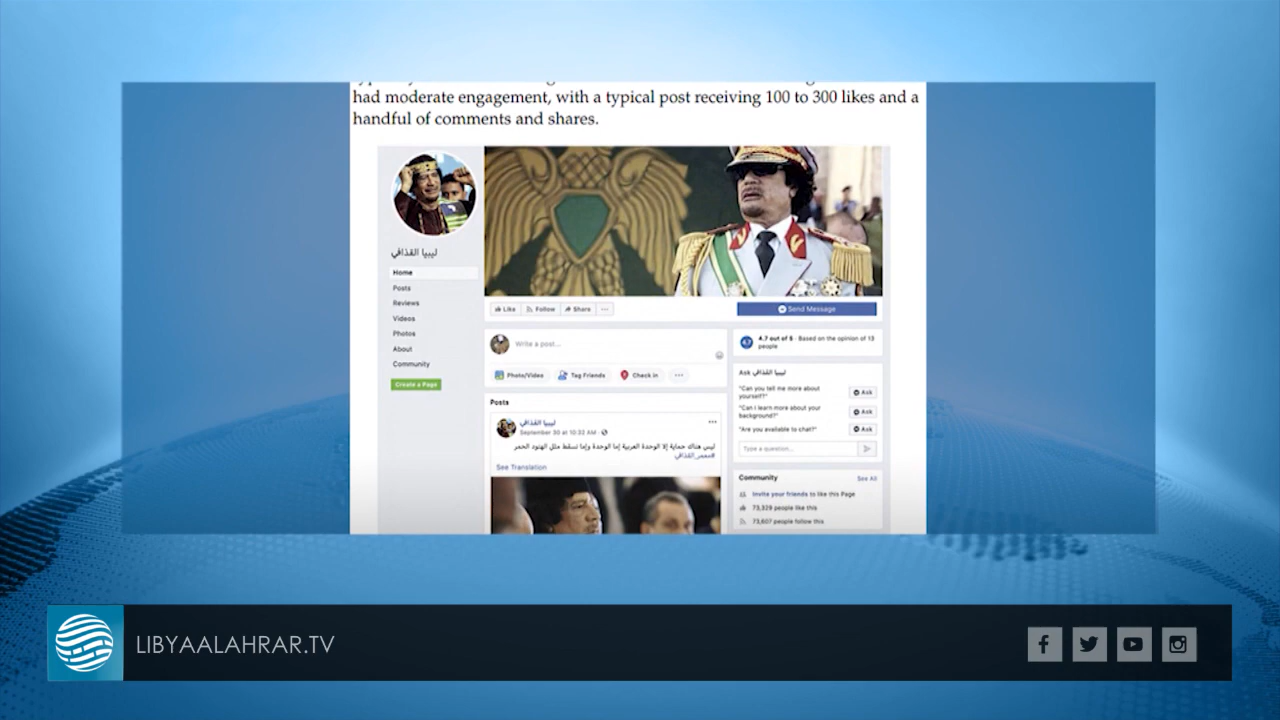 had moderate engagement, with a typical post receiving 100 to 300 likes and a
handful of comments and shares.
ليبيا القذافي
Home
Posts
Reviews
Videos
Photos
About
Community
Create a Page
Like
Follow
Share
Send Message
Write a post...
Photo/Video
Tag Friends
Check in
Posts
ليبيا القذافي
September 30 at 10:32 AM
ليس هناك حماية إلا الوحدة العربية إما الوحدة وإما نسقط مثل الهنود الحمر
#معمر_القذافي
See Translation
4.7
4.7 out of 5 · Based on the opinion of 13
people
Ask ليبيا القذافي
"Can you tell me more about
yourself?"
Ask
"Can I learn more about your
background?"
Ask
"Are you available to chat?"
Ask
Type a question...
Community
See All
Invite your friends to like this Page
73,329 people like this
73,607 people follow this
LIBYAALAHRAR.TV